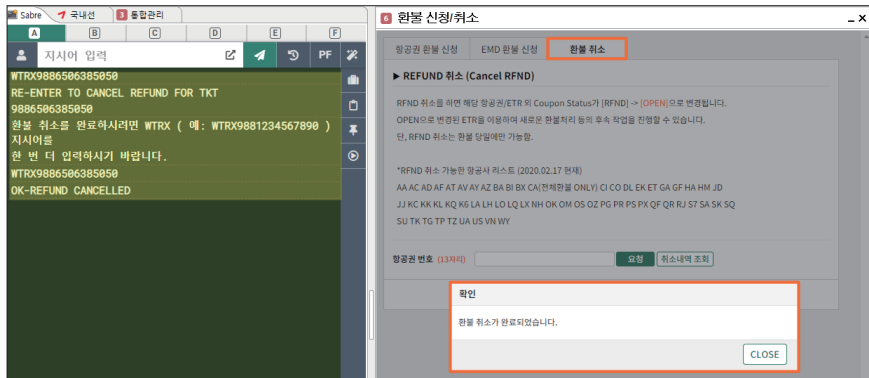 Sabre
국내선
3 통합관리
A B C D E F
지시어 입력
PF
WTRX9886506385050
RE-ENTER TO CANCEL REFUND FOR TKT
9886506385050
환불 취소를 완료하시려면 WTRX ( 예: WTRX9881234567890 )
지시어를
한 번 더 입력하시기 바랍니다.
WTRX9886506385050
OK-REFUND CANCELLED
6 환불 신청/취소
항공권 환불 신청
EMD 환불 신청
환불 취소
▶ REFUND 취소 (Cancel RFND)
RFND 취소를 하면 해당 항공권/ETR 의 Coupon Status가 [RFND] -> [OPEN]으로 변경됩니다.
OPEN으로 변경된 ETR을 이용하여 새로운 환불처리 등의 후속 작업을 진행할 수 있습니다.
단, RFND 취소는 환불 당일에만 가능함.
*RFND 취소 가능한 항공사 리스트 (2020.02.17 현재)
AA AC AD AF AT AV AY AZ BA BI BX CA(전체환불 ONLY) CI CO DL EK ET GA GF HA HM JD
JJ KC KK KL KQ K6 LA LH LO LQ LX NH OK OM OS OZ PG PR PS PX QF QR RJ S7 SA SK SQ
SU TK TG TP TZ UA US VN WY
항공권 번호 (13자리)
요청
취소내역 조회
확인
환불 취소가 완료되었습니다.
CLOSE